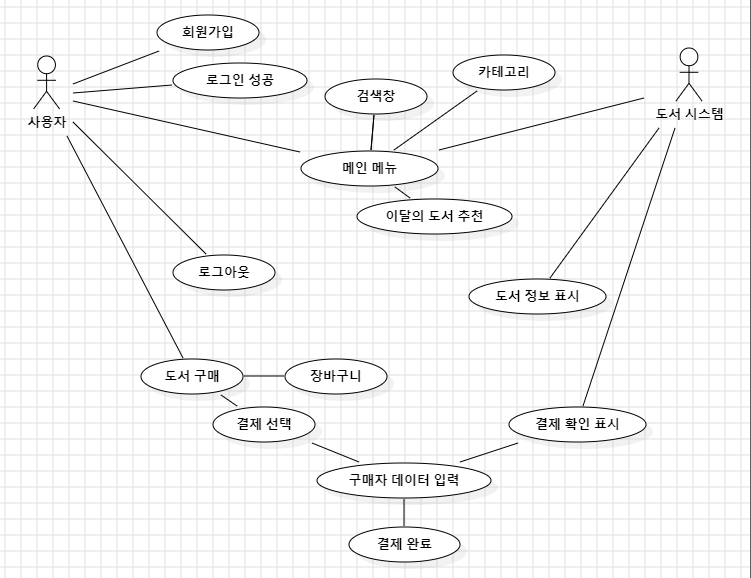 회원가입
로그인 성공
카테고리
검색창
사용자
도서 시스템
메인 메뉴
이달의 도서 추천
로그아웃
도서 정보 표시
도서 구매
장바구니
결제 선택
결제 확인 표시
구매자 데이터 입력
결제 완료